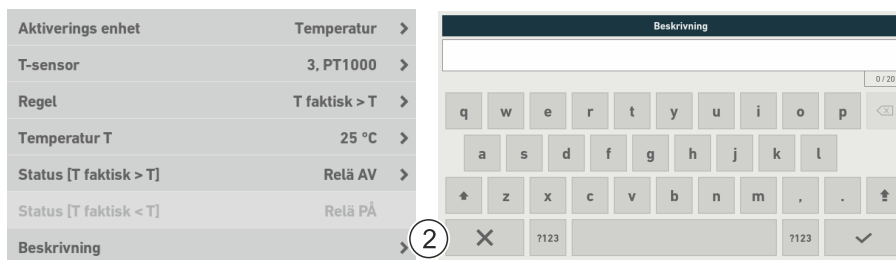 Aktiverings enhet Temperatur >
T-sensor 3, PT1000 >
Regel T faktisk > T >
Temperatur T 25 °C >
Status [T faktisk > T] Relä AV >
Status [T faktisk < T] Relä PÅ
Beskrivning >
2
Beskrivning
0 / 20
q w e r t y u i o p
a s d f g h j k l
z x c v b n m , .
?123 ?123